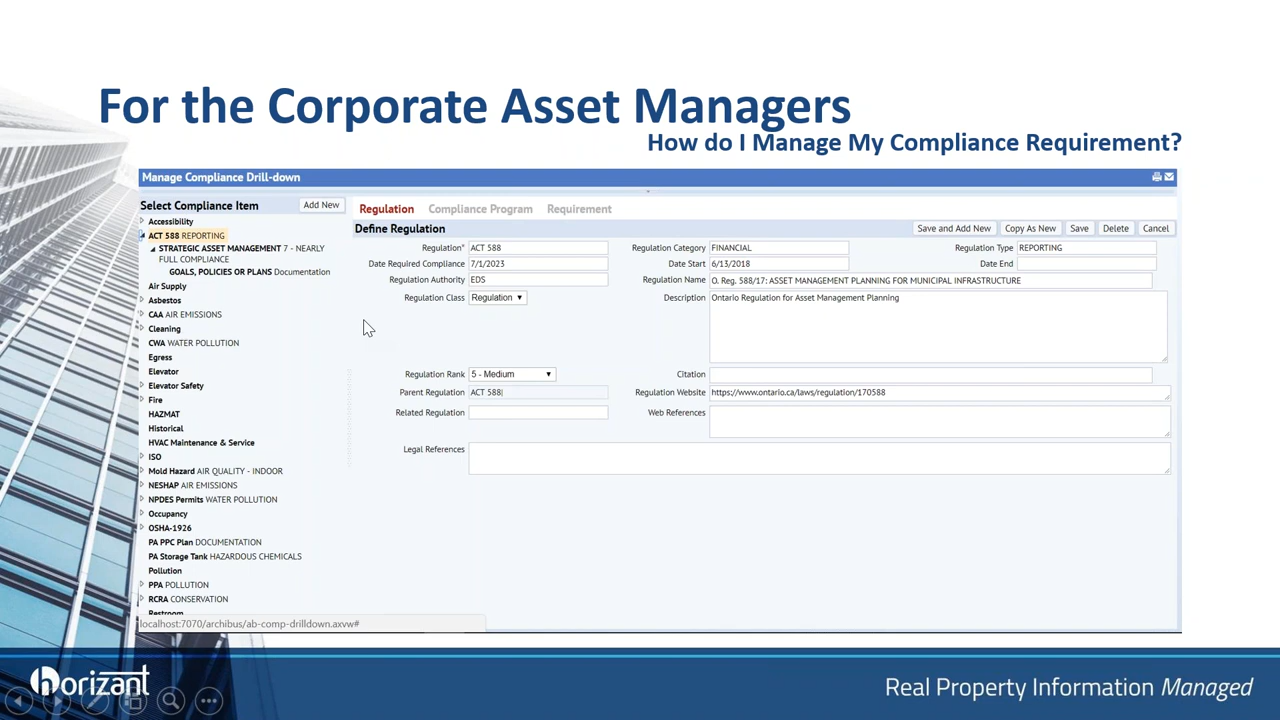 For the Corporate Asset Managers
How do I Manage My Compliance Requirement?
Manage Compliance Drill-down
Select Compliance Item
Add New
Accessibility
ACT 588 REPORTING
STRATEGIC ASSET MANAGEMENT 7 - NEARLY
FULL COMPLIANCE
GOALS, POLICIES OR PLANS Documentation
Air Supply
Asbestos
CAA AIR EMISSIONS
Cleaning
CWA WATER POLLUTION
Egress
Elevator
Elevator Safety
Fire
HAZMAT
Historical
HVAC Maintenance & Service
ISO
Mold Hazard AIR QUALITY - INDOOR
NESHAP AIR EMISSIONS
NPDES Permits WATER POLLUTION
Occupancy
OSHA-1926
PA PPC Plan DOCUMENTATION
PA Storage Tank HAZARDOUS CHEMICALS
Pollution
PPA POLLUTION
RCRA CONSERVATION
Restroom
localhost:7070/archibus/ab-comp-drilldown.axvw#
Regulation Compliance Program Requirement
Define Regulation
Save and Add New Copy As New Save Delete Cancel
Regulation* ACT 588 Regulation Category FINANCIAL Regulation Type REPORTING
Date Required Compliance 7/1/2023 Date Start 6/13/2018 Date End
Regulation Authority EDS Regulation Name O. Reg. 588/17: ASSET MANAGEMENT PLANNING FOR MUNICIPAL INFRASTRUCTURE
Regulation Class Regulation Description Ontario Regulation for Asset Management Planning
Regulation Rank 5 - Medium Citation
Parent Regulation ACT 588 Regulation Website https://www.ontario.ca/laws/regulation/170588
Related Regulation Web References
Legal References
horizant
Real Property Information Managed